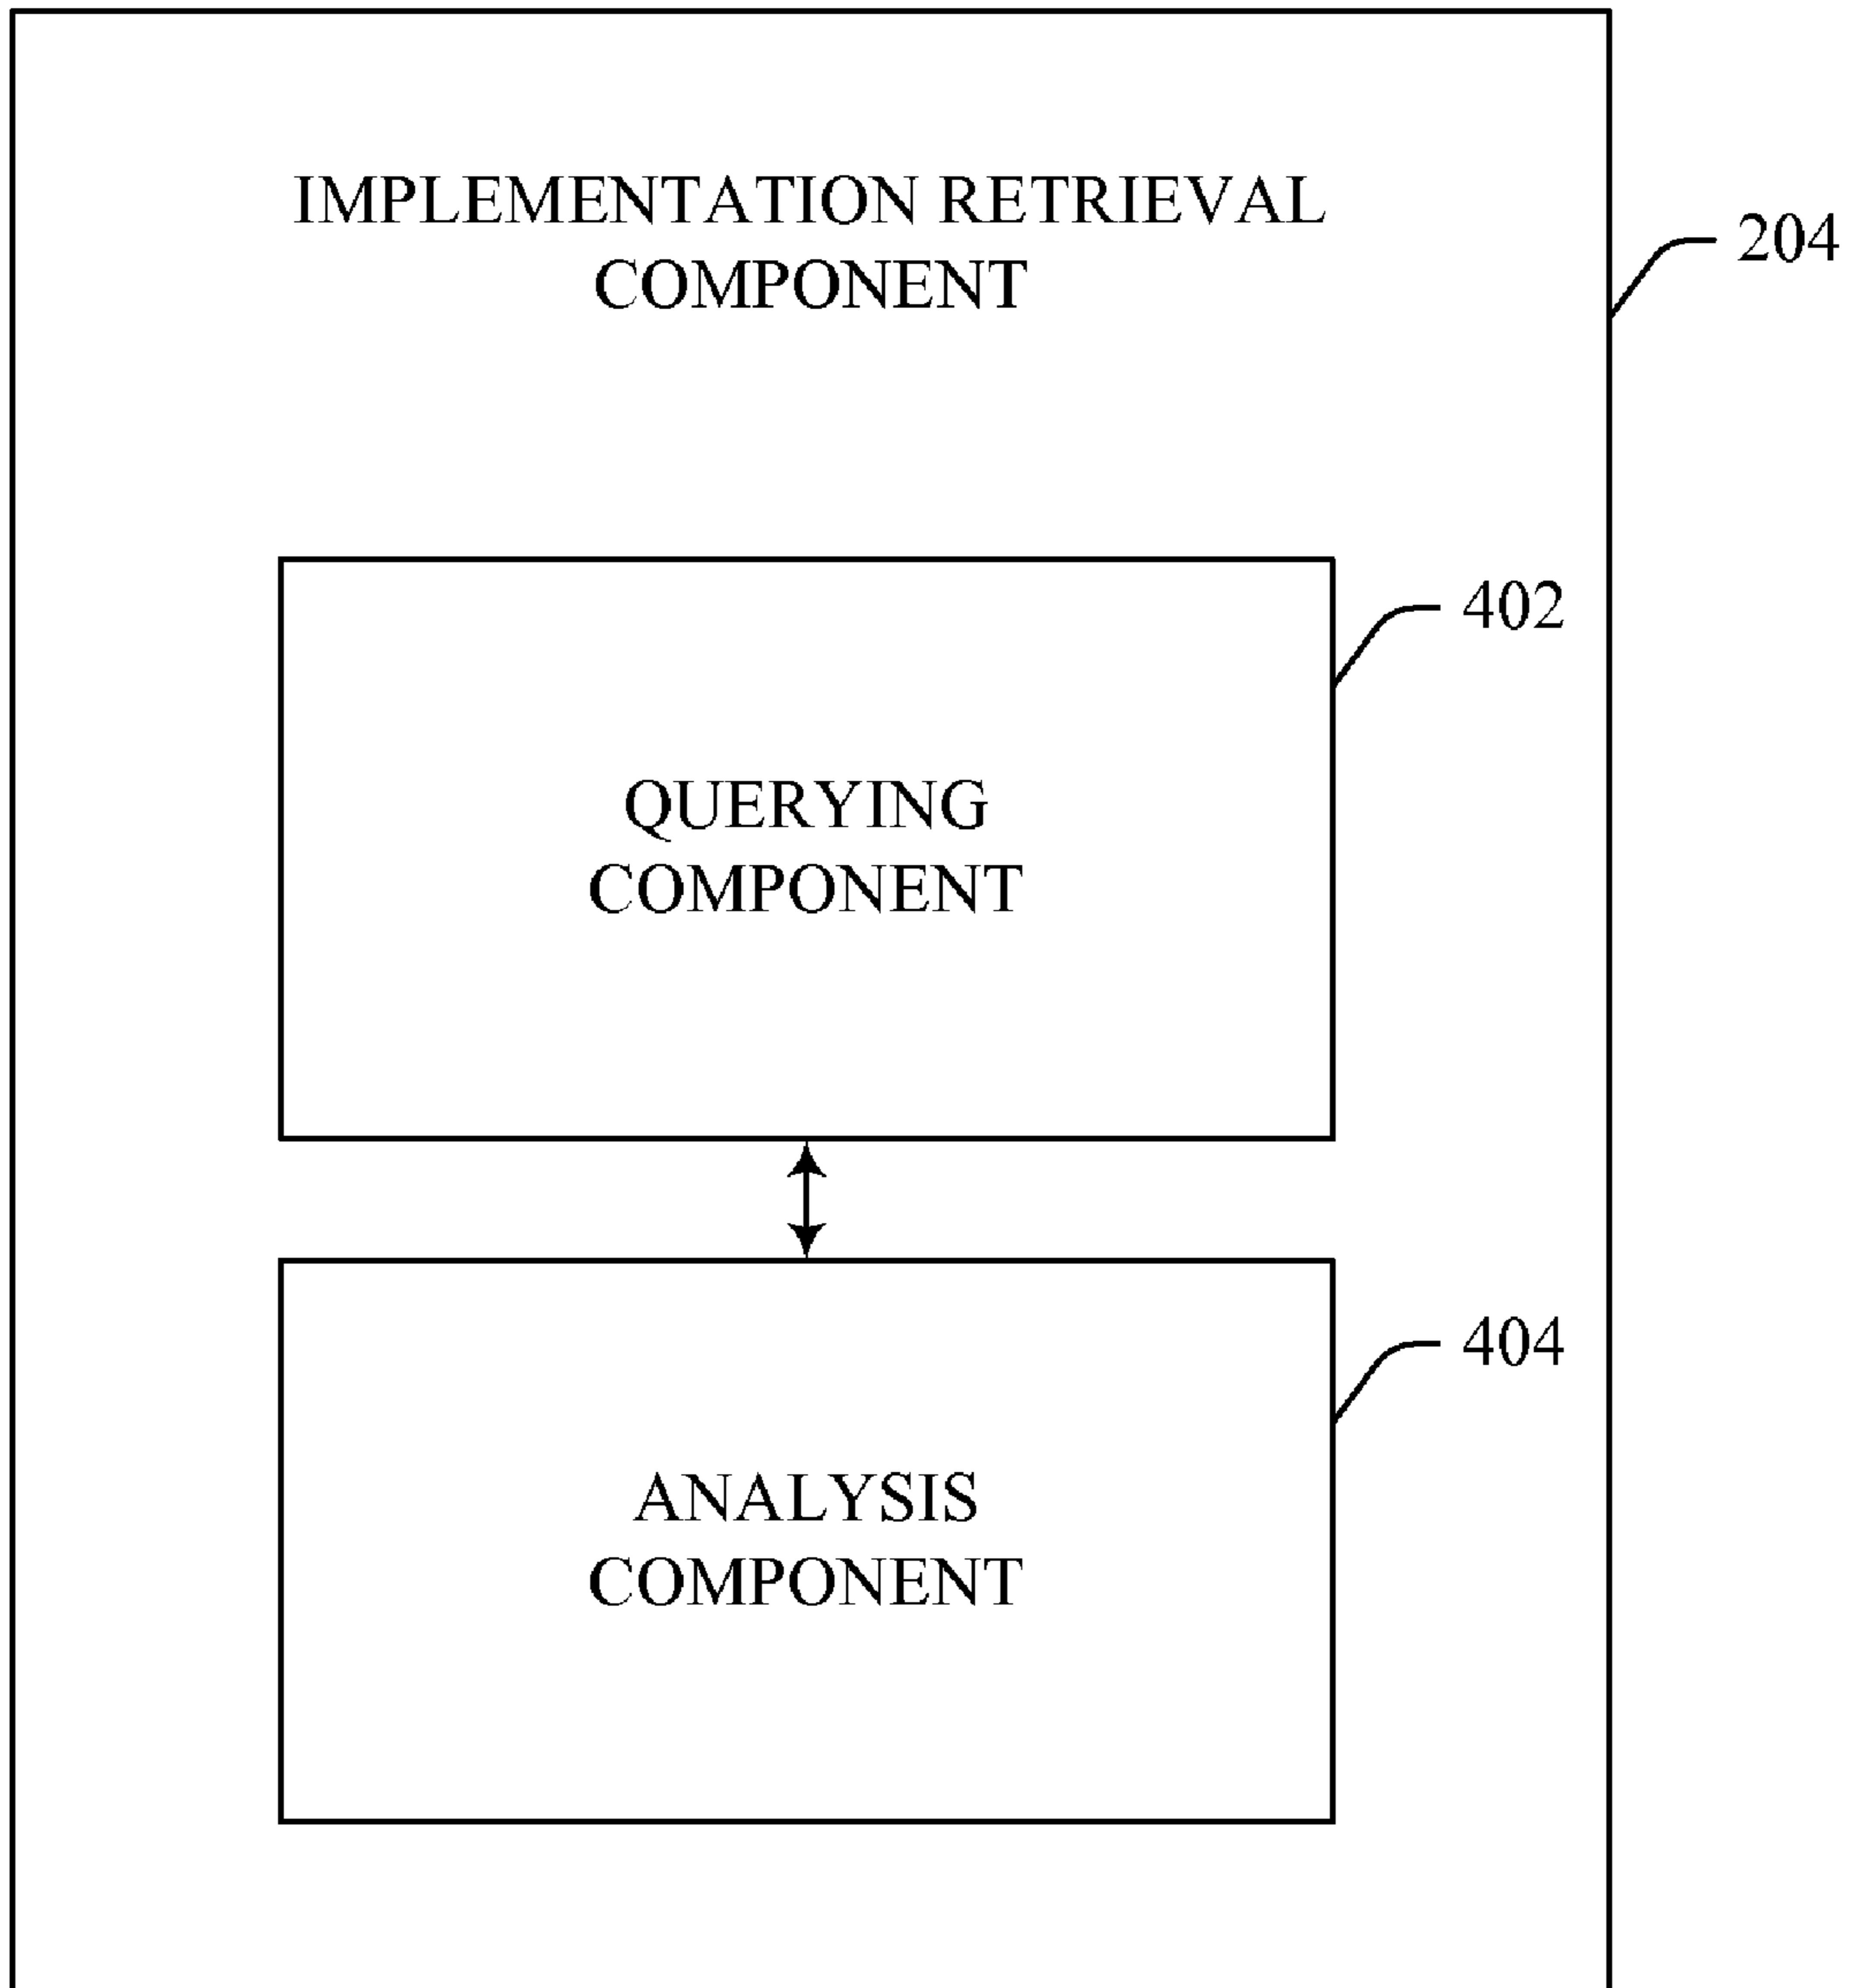 IMPLEMENTATION RETRIEVAL
COMPONENT
204
402
QUERYING
COMPONENT
404
ANALYSIS
COMPONENT